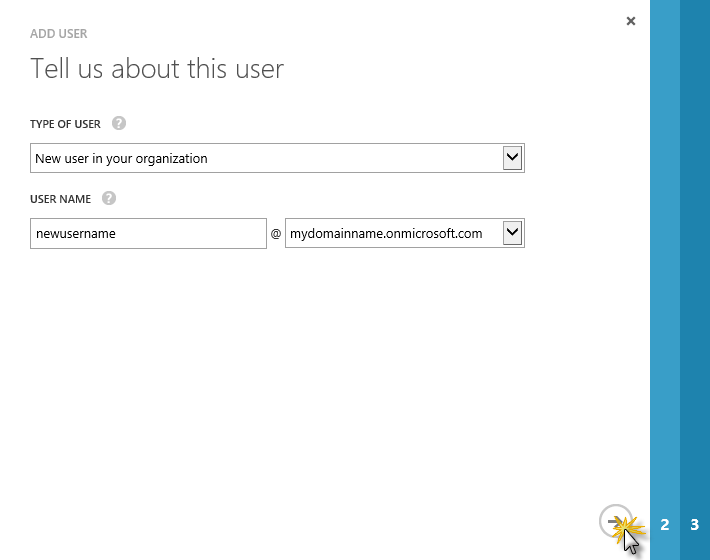 ADD USER
Tell us about this user
TYPE OF USER ?
New user in your organization
USER NAME ?
newusername @ mydomainname.onmicrosoft.com
2 3